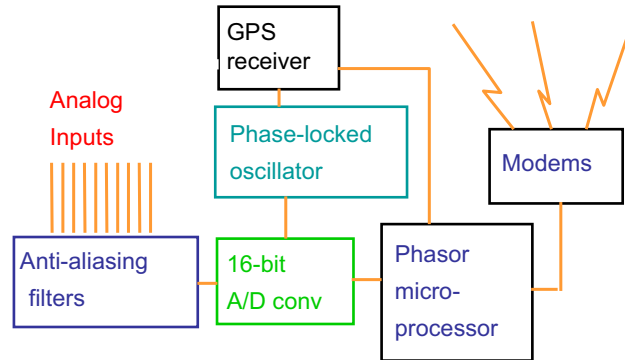 GPS
receiver
Analog
Inputs
Phase-locked
oscillator
Modems
Anti-aliasing
filters
16-bit
A/D conv
Phasor
micro-
processor